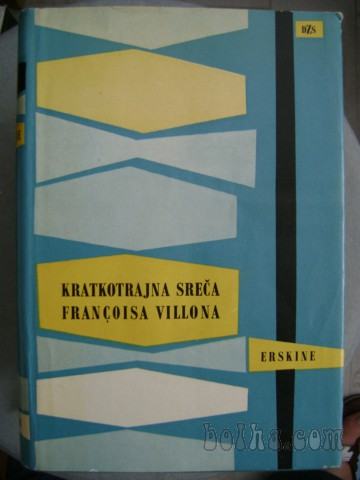 DZS
KRATKOTRAJNA SREČA
FRANÇOISA VILLONA
ERSKINE
bolha.com